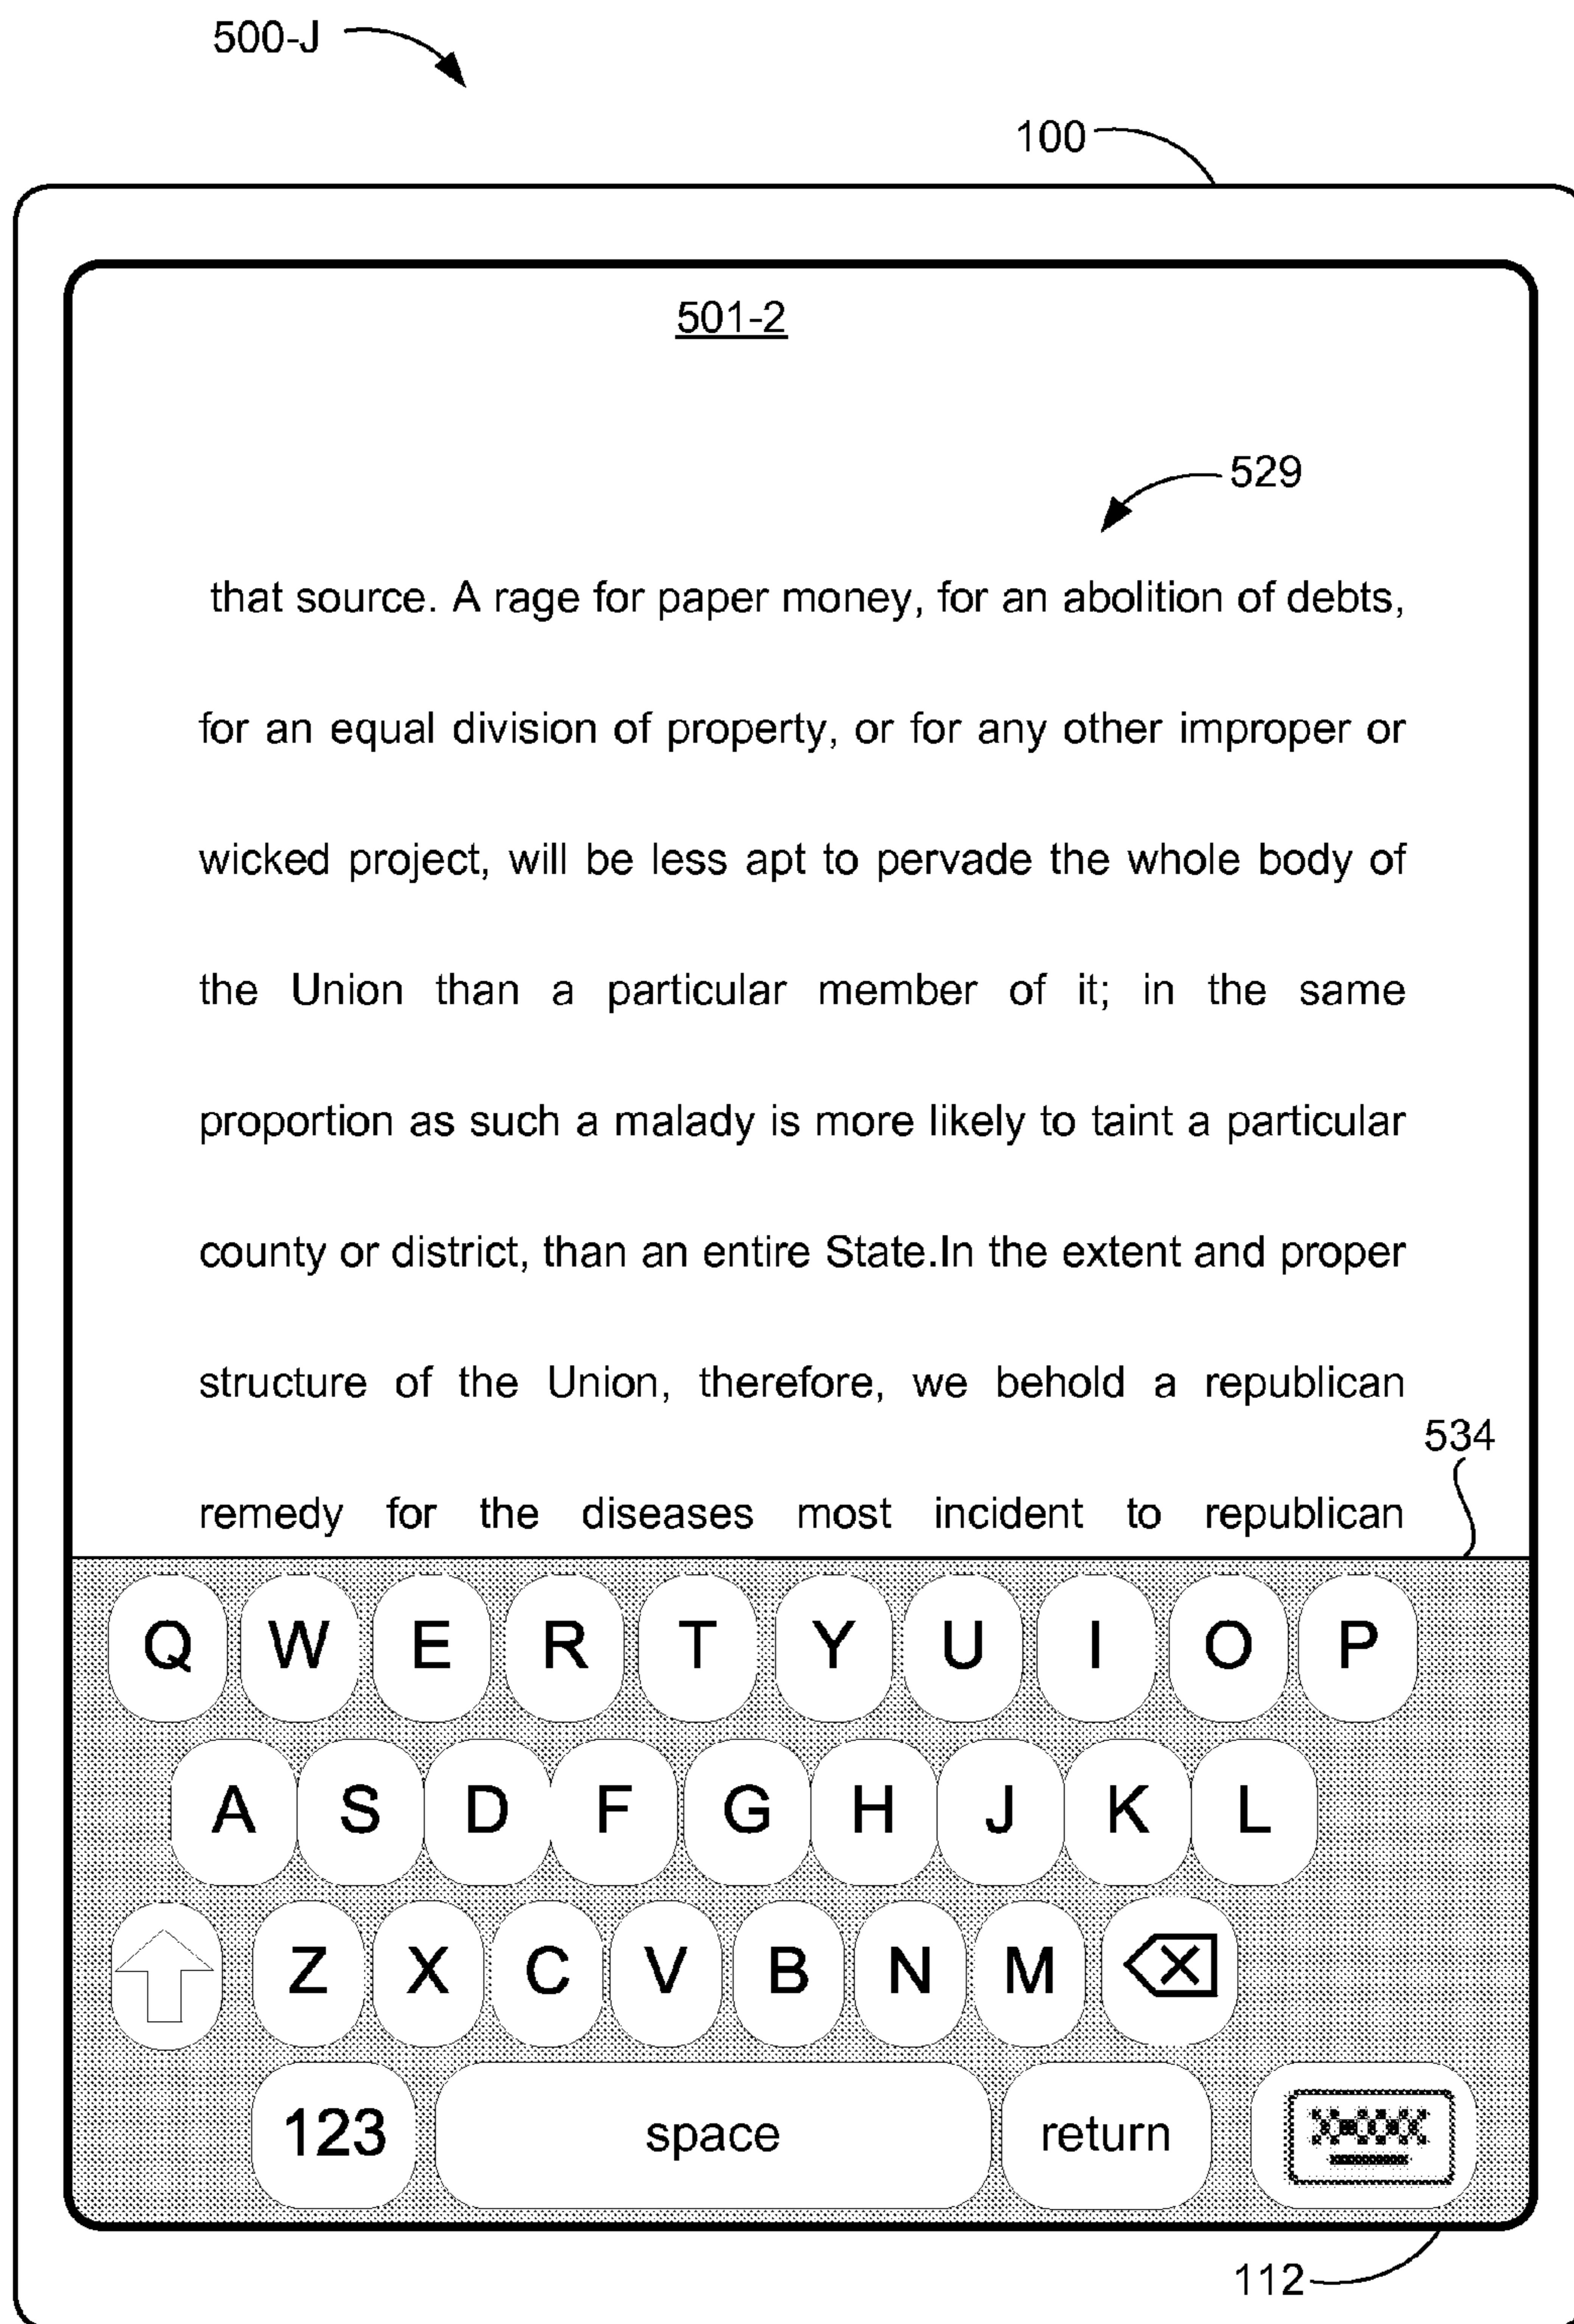 500-J
100
501-2
529
that source. A rage for paper money, for an abolition of debts,
for an equal division of property, or for any other improper or
wicked project, will be less apt to pervade the whole body of
the Union than a particular member of it; in the same
proportion as such a malady is more likely to taint a particular
county or district, than an entire State.In the extent and proper
structure of the Union, therefore, we behold a republican
534
remedy for the diseases most incident to republican
Q W E R T Y U I O P
A S D F G H J K L
Z X C V B N M
123 space return
112